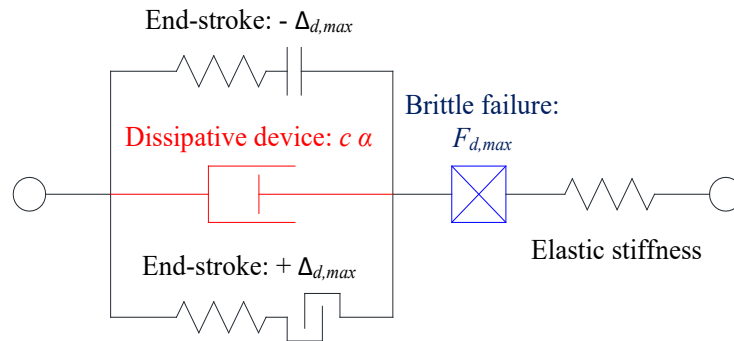 End-stroke: - Δd,max
Brittle failure:
Fd,max
Dissipative device: c α
End-stroke: + Δd,max
Elastic stiffness